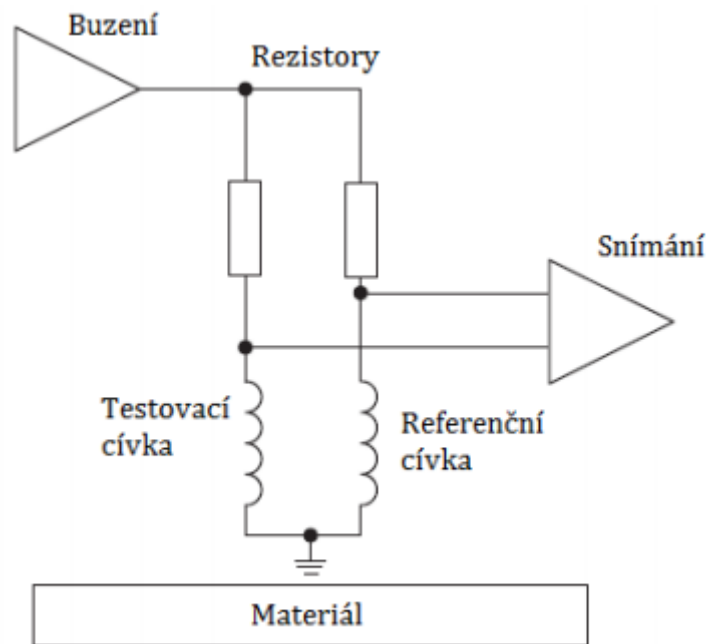 Buzení
Rezistory
Snímání
Testovací
cívka
Referenční
cívka
Materiál